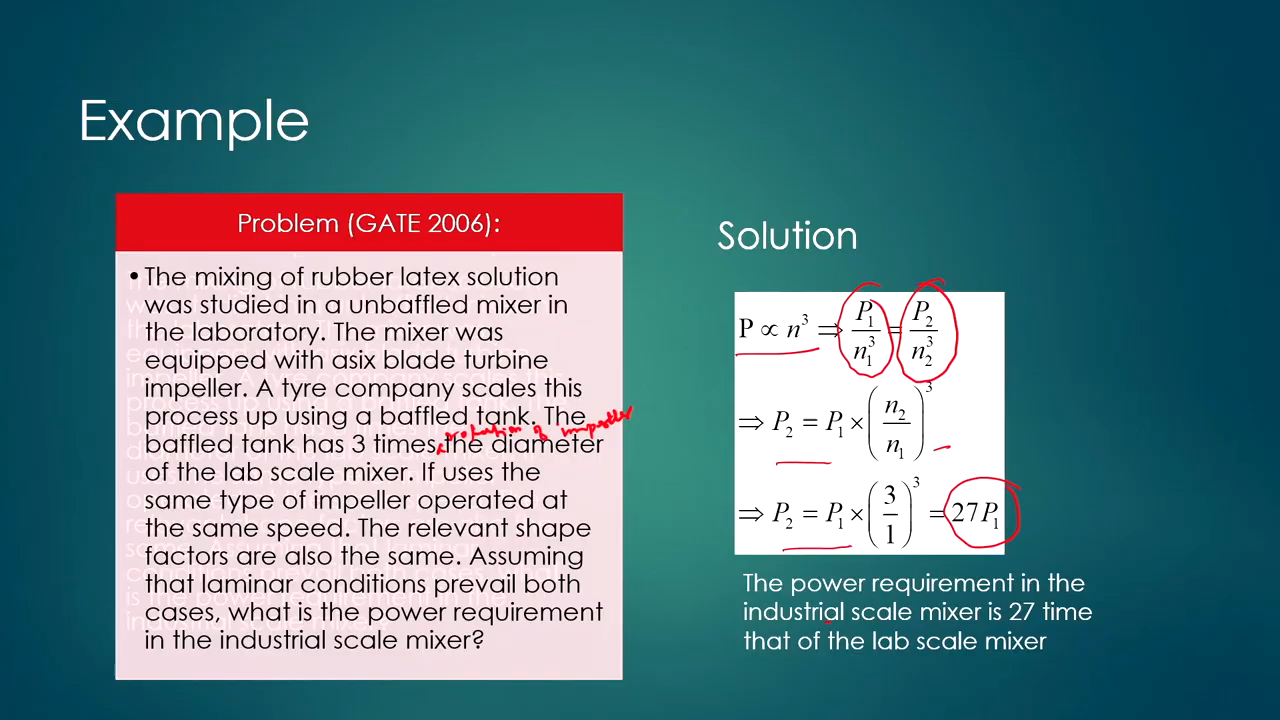 Example
Problem (GATE 2006):
• The mixing of rubber latex solution
was studied in a unbaffled mixer in
the laboratory. The mixer was
equipped with asix blade turbine
impeller. A tyre company scales this
process up using a baffled tank. The
rotation of impeller
baffled tank has 3 times the diameter
of the lab scale mixer. If uses the
same type of impeller operated at
the same speed. The relevant shape
factors are also the same. Assuming
that laminar conditions prevail both
cases, what is the power requirement
in the industrial scale mixer?
Solution
P ∝ n³ ⇒ P₁/n₁³ = P₂/n₂³
⇒ P₂ = P₁ × (n₂/n₁)³
⇒ P₂ = P₁ × (3/1)³ = 27P₁
The power requirement in the
industrial scale mixer is 27 time
that of the lab scale mixer